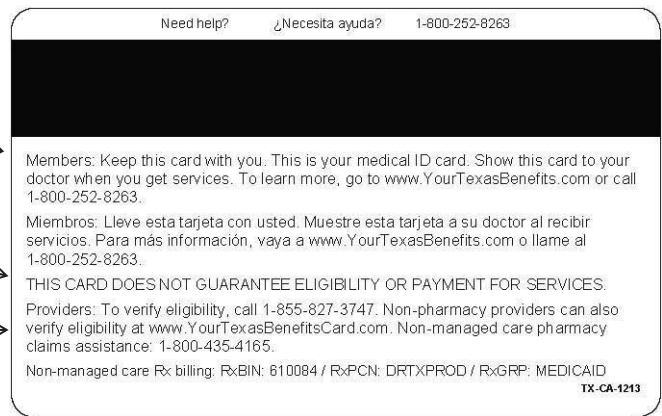 Need help? ¿Necesita ayuda? 1-800-252-8263
Members: Keep this card with you. This is your medical ID card. Show this card to your
doctor when you get services. To learn more, go to www.YourTexasBenefits.com or call
1-800-252-8263.
Miembros: Lleve esta tarjeta con usted. Muestre esta tarjeta a su doctor al recibir
servicios. Para más información, vaya a www.YourTexasBenefits.com o llame al
1-800-252-8263.
THIS CARD DOES NOT GUARANTEE ELIGIBILITY OR PAYMENT FOR SERVICES.
Providers: To verify eligibility, call 1-855-827-3747. Non-pharmacy providers can also
verify eligibility at www.YourTexasBenefitsCard.com. Non-managed care pharmacy
claims assistance: 1-800-435-4165.
Non-managed care Rx billing: RxBIN: 610084 / RxPCN: DRTXPROD / RxGRP: MEDICAID
TX-CA-1213